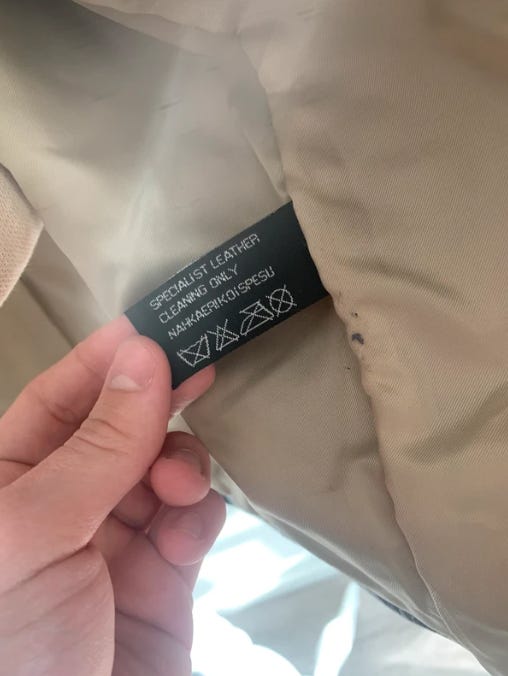 SPECIALIST LEATHER
CLEANING ONLY
NAHKAERIKOISPESU